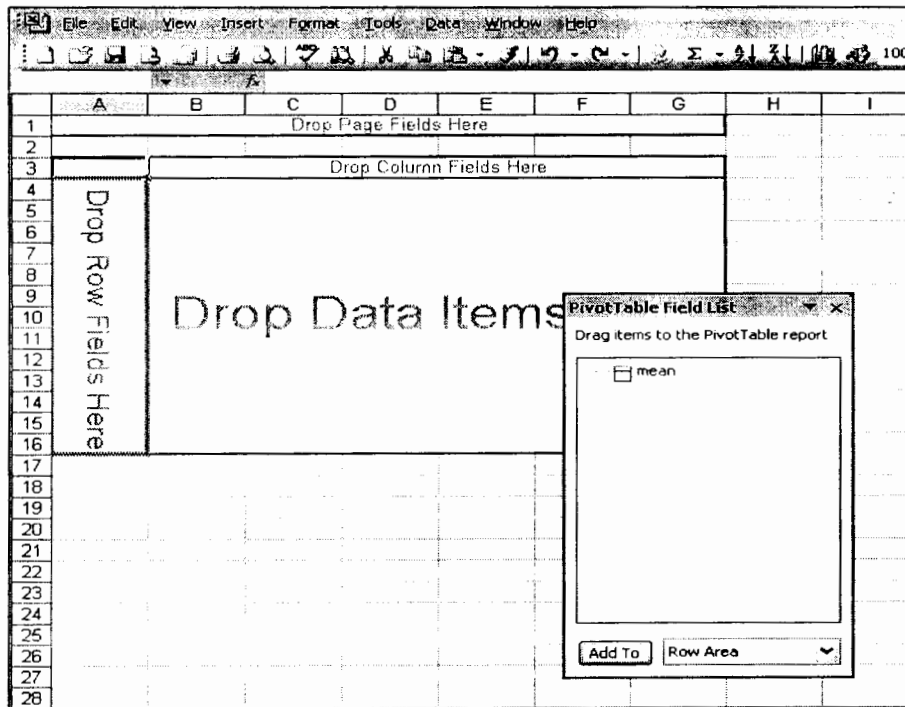 File Edit View Insert Format Tools Data Window Help
100
A B C D E F G H I
1 Drop Page Fields Here
2
3 Drop Column Fields Here
4
5
6
7
8
9
10
11
12
13
14
15
16
17
18
19
20
21
22
23
24
25
26
27
28
Drop Row Fields Here
Drop Data Items
PivotTable Field List
Drag items to the PivotTable report
mean
Add To Row Area